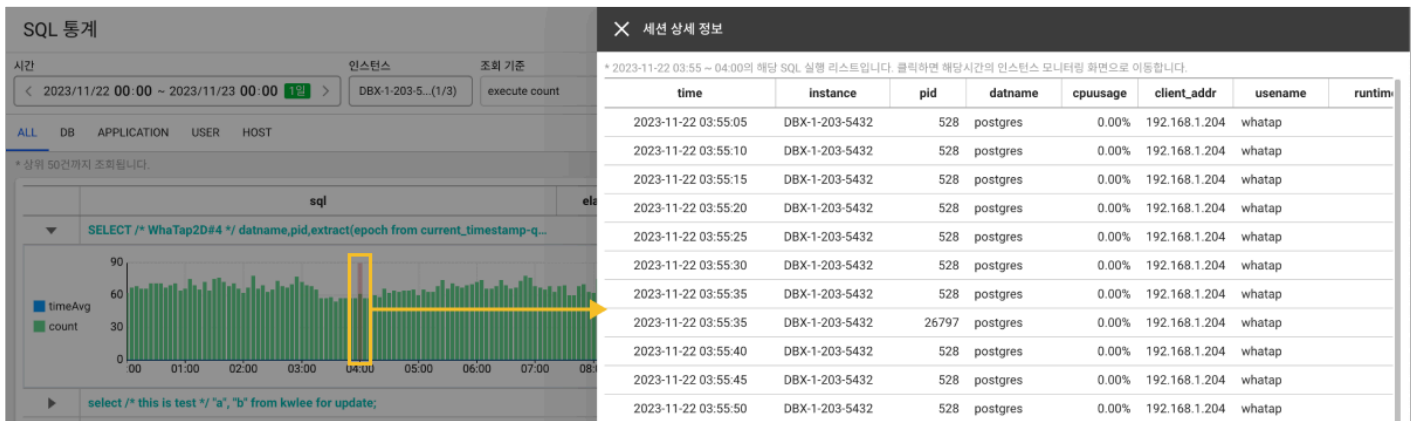 SQL 통계
시간
인스턴스
조회 기준
< 2023/11/22 00:00 ~ 2023/11/23 00:00 1일 >
DBX-1-203-5...(1/3)
execute count
ALL DB APPLICATION USER HOST
* 상위 50건까지 조회됩니다.
sql
ela
SELECT /* WhaTap2D#4 */ datname,pid,extract(epoch from current_timestamp-q...
90
60
30
0
timeAvg
count
:00 01:00 02:00 03:00 04:00 05:00 06:00 07:00 08:
select /* this is test */ "a", "b" from kwlee for update;
세션 상세 정보
* 2023-11-22 03:55 ~ 04:00의 해당 SQL 실행 리스트입니다. 클릭하면 해당시간의 인스턴스 모니터링 화면으로 이동합니다.
time instance pid datname cpuusage client_addr usename runtime
2023-11-22 03:55:05 DBX-1-203-5432 528 postgres 0.00% 192.168.1.204 whatap
2023-11-22 03:55:10 DBX-1-203-5432 528 postgres 0.00% 192.168.1.204 whatap
2023-11-22 03:55:15 DBX-1-203-5432 528 postgres 0.00% 192.168.1.204 whatap
2023-11-22 03:55:20 DBX-1-203-5432 528 postgres 0.00% 192.168.1.204 whatap
2023-11-22 03:55:25 DBX-1-203-5432 528 postgres 0.00% 192.168.1.204 whatap
2023-11-22 03:55:30 DBX-1-203-5432 528 postgres 0.00% 192.168.1.204 whatap
2023-11-22 03:55:35 DBX-1-203-5432 528 postgres 0.00% 192.168.1.204 whatap
2023-11-22 03:55:35 DBX-1-203-5432 26797 postgres 0.00% 192.168.1.204 whatap
2023-11-22 03:55:40 DBX-1-203-5432 528 postgres 0.00% 192.168.1.204 whatap
2023-11-22 03:55:45 DBX-1-203-5432 528 postgres 0.00% 192.168.1.204 whatap
2023-11-22 03:55:50 DBX-1-203-5432 528 postgres 0.00% 192.168.1.204 whatap